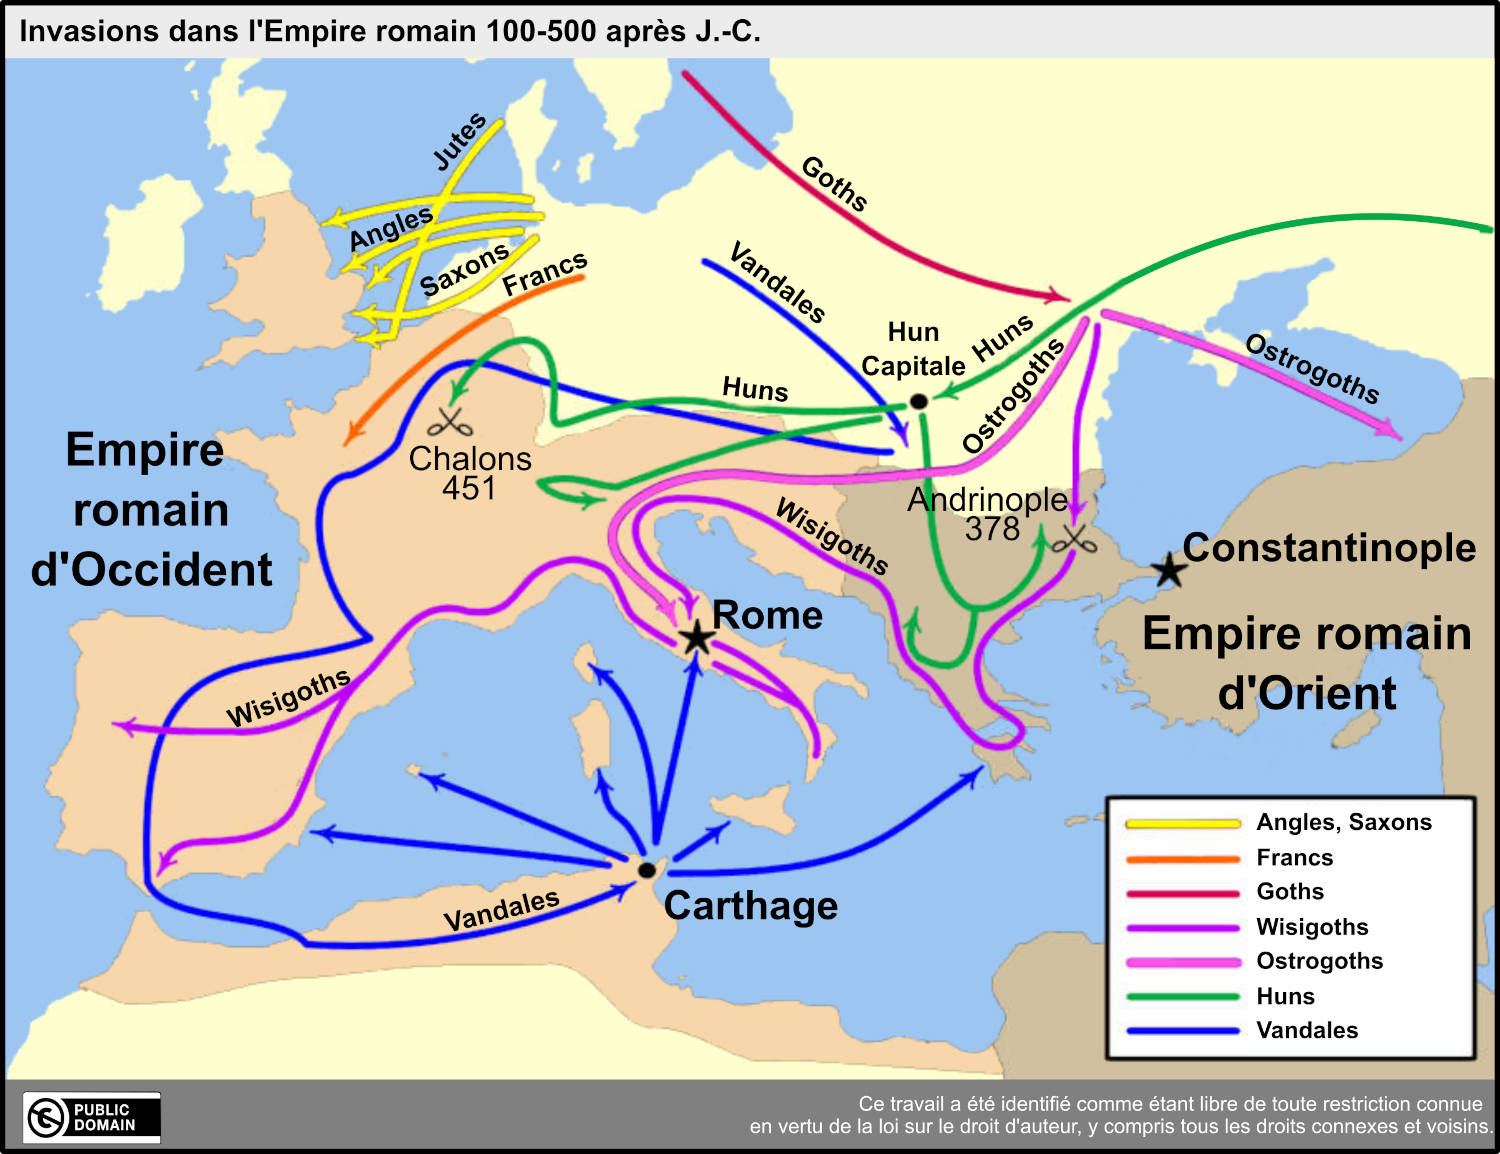 Invasions dans l'Empire romain 100-500 après J.-C.
Jutes
Angles
Saxons
Francs
Goths
Vandales
Hun
Capitale
Huns
Ostrogoths
Ostrogoths
Huns
Chalons
451
Empire
romain
d'Occident
Andrinople
378
Wisigoths
Constantinople
Rome
Empire romain
d'Orient
Wisigoths
Carthage
Vandales
Angles, Saxons
Francs
Goths
Wisigoths
Ostrogoths
Huns
Vandales
PUBLIC
DOMAIN
Ce travail a été identifié comme étant libre de toute restriction connue
en vertu de la loi sur le droit d'auteur, y compris tous les droits connexes et voisins.